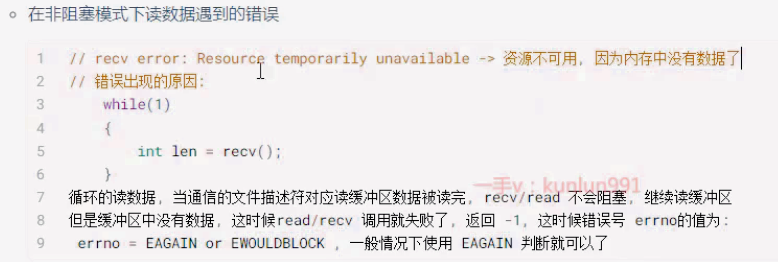 在非阻塞模式下读数据遇到的错误
1 // recv error: Resource temporarily unavailable -> 资源不可用, 因为内存中没有数据了
2 // 错误出现的原因:
3 while(1)
4 {
5 int len = recv();
6 }
一手v:kunlun991
7 循环的读数据, 当通信的文件描述符对应读缓冲区数据被读完, recv/read 不会阻塞, 继续读缓冲区
8 但是缓冲区中没有数据, 这时候read/recv 调用就失败了, 返回 -1, 这时候错误号 errno的值为:
9 errno = EAGAIN or EWOULDBLOCK , 一般情况下使用 EAGAIN 判断就可以了